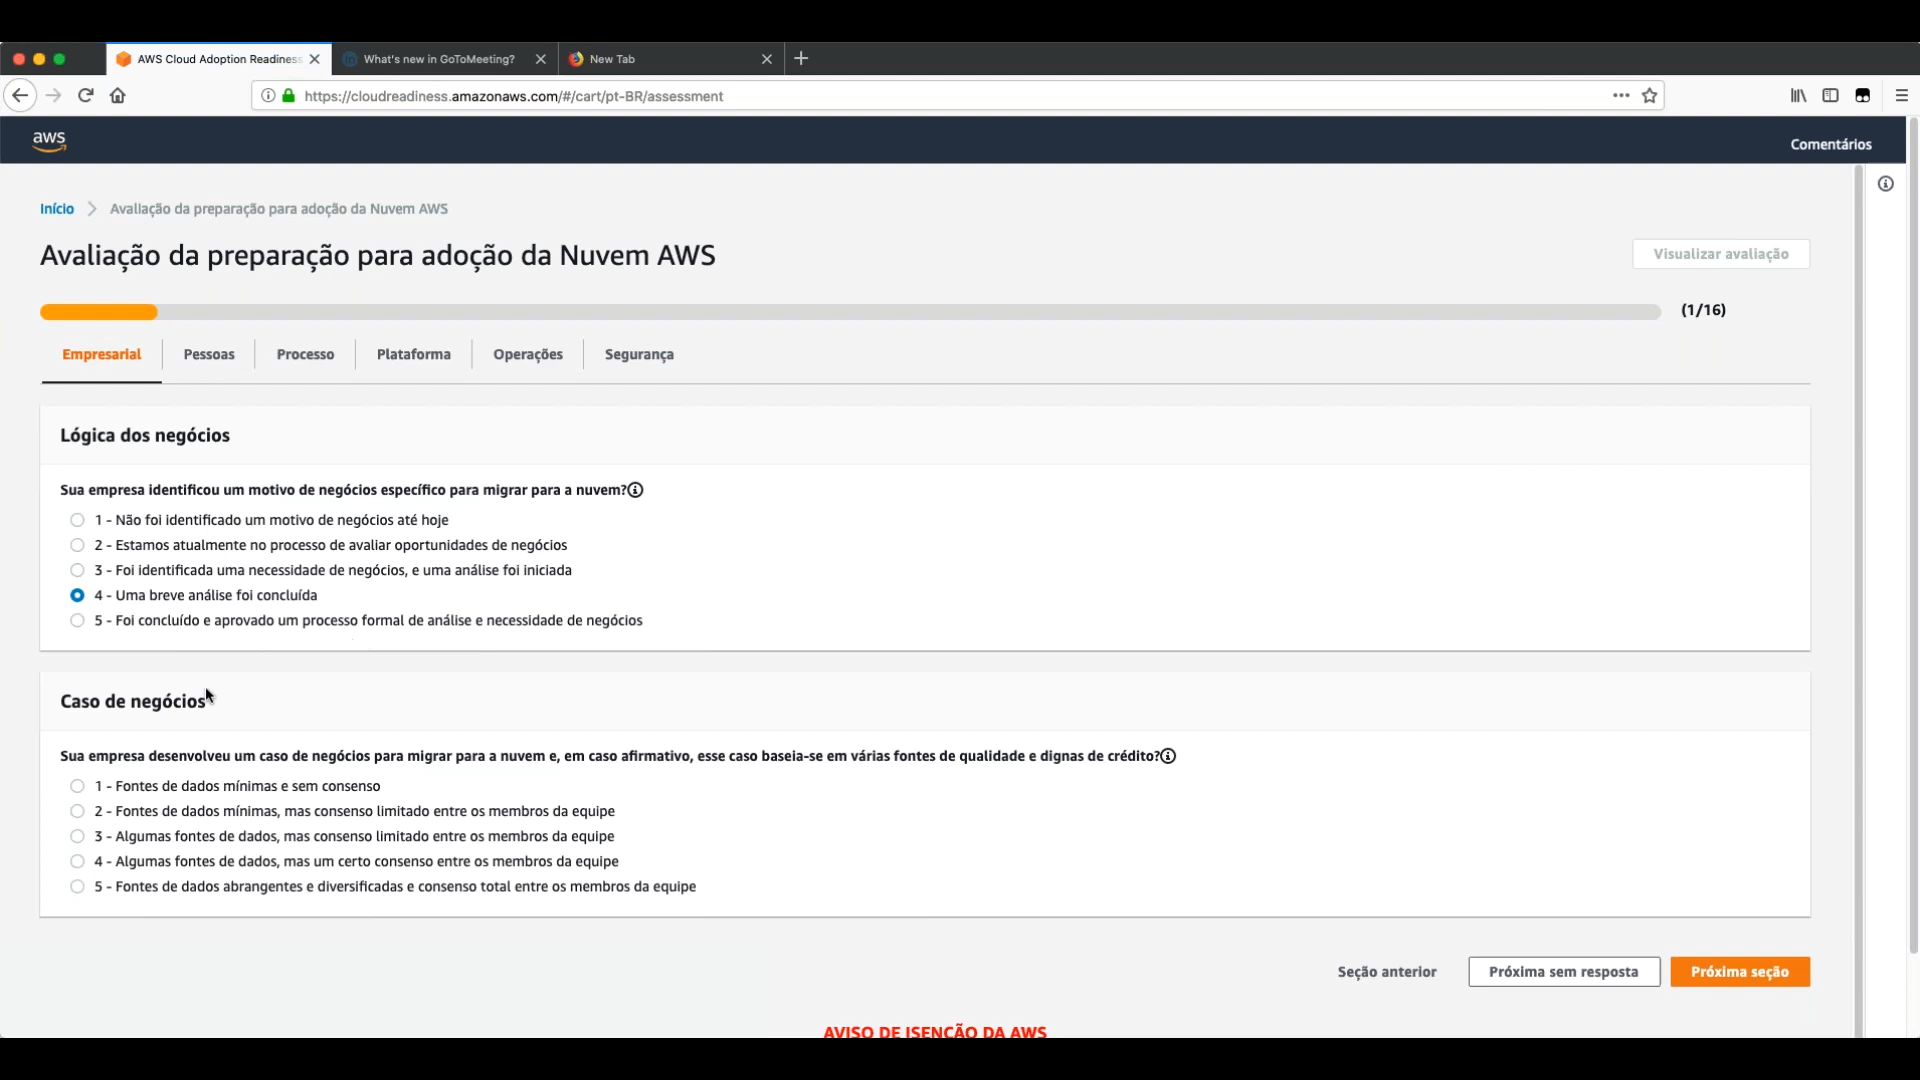 AWS Cloud Adoption Readiness
What's new in GoToMeeting?
New Tab
https://cloudreadiness.amazonaws.com/#/cart/pt-BR/assessment
aws
Comentários
Início
Avaliação da preparação para adoção da Nuvem AWS
Avaliação da preparação para adoção da Nuvem AWS
Visualizar avaliação
(1/16)
Empresarial
Pessoas
Processo
Plataforma
Operações
Segurança
Lógica dos negócios
Sua empresa identificou um motivo de negócios específico para migrar para a nuvem?
1 - Não foi identificado um motivo de negócios até hoje
2 - Estamos atualmente no processo de avaliar oportunidades de negócios
3 - Foi identificada uma necessidade de negócios, e uma análise foi iniciada
4 - Uma breve análise foi concluída
5 - Foi concluído e aprovado um processo formal de análise e necessidade de negócios
Caso de negócios
Sua empresa desenvolveu um caso de negócios para migrar para a nuvem e, em caso afirmativo, esse caso baseia-se em várias fontes de qualidade e dignas de crédito?
1 - Fontes de dados mínimas e sem consenso
2 - Fontes de dados mínimas, mas consenso limitado entre os membros da equipe
3 - Algumas fontes de dados, mas consenso limitado entre os membros da equipe
4 - Algumas fontes de dados, mas um certo consenso entre os membros da equipe
5 - Fontes de dados abrangentes e diversificadas e consenso total entre os membros da equipe
Seção anterior
Próxima sem resposta
Próxima seção
AVISO DE ISENÇÃO DA AWS